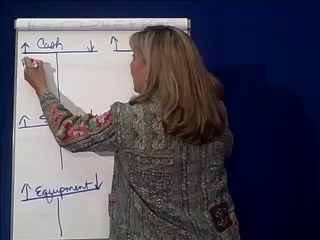 ↑ Cash ↓ ↑
↑ S
↑ Equipment ↓